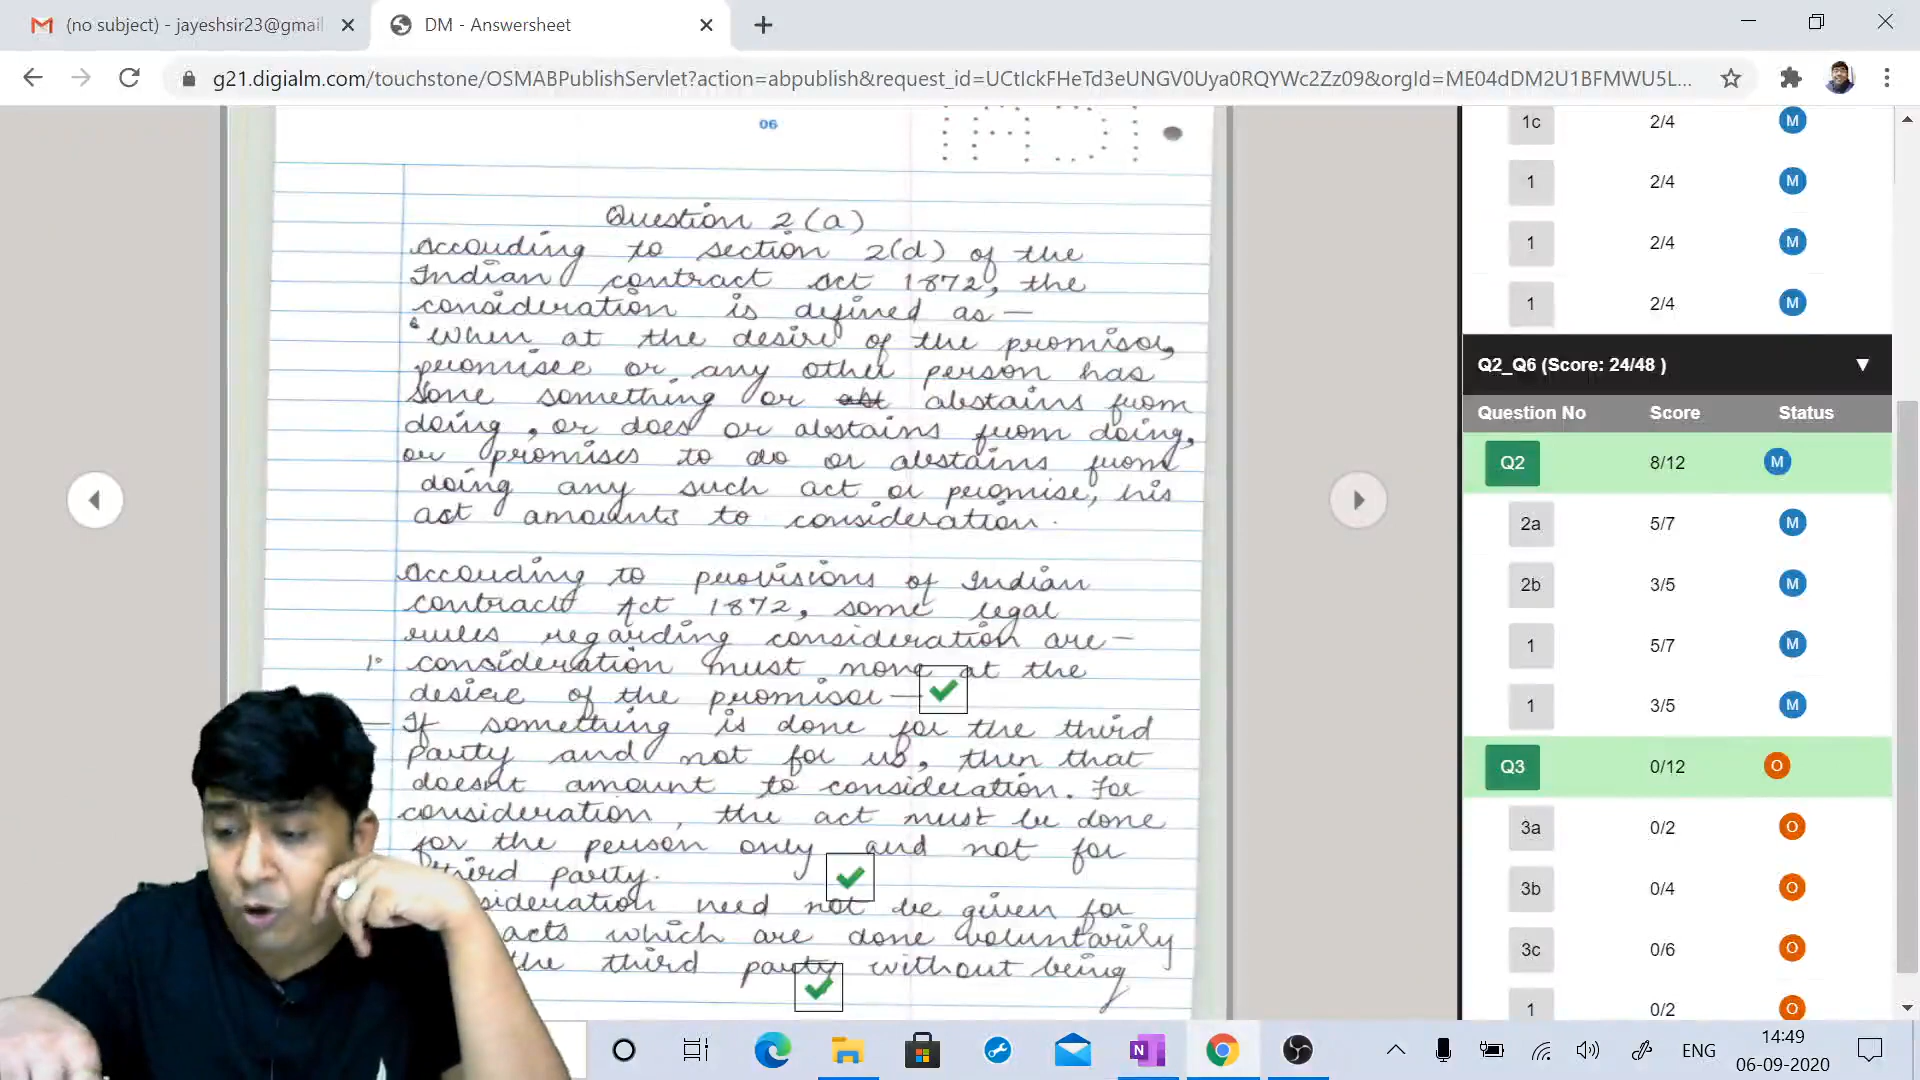 (no subject) - jayeshsir23@gmail
DM - Answersheet
g21.digialm.com/touchstone/OSMABPublishServlet?action=abpublish&request_id=UCtIckFHeTd3eUNGV0Uya0RQYWc2Zz09&orgId=ME04dDM2U1BFMWU5L...
06
Question 2 (a)
According to section 2(d) of the
Indian contract Act 1872, the
consideration is defined as —
"When at the desire of the promisor,
promisee or any other person has
done something or abstains from
doing, or does or abstains from doing,
or promises to do or abstains from
doing any such act or promise, his
act amounts to consideration.
According to provisions of Indian
contract Act 1872, some legal
rules regarding consideration are —
1. consideration must move at the
desire of the promisor —
— If something is done for the third
party and not for us, then that
doesnt amount to consideration. For
consideration, the act must be done
for the person only and not for
third party.
sideration need not be given for
acts which are done voluntarily
the third party without being
1c 2/4 M
1 2/4 M
1 2/4 M
1 2/4 M
Q2_Q6 (Score: 24/48 )
Question No Score Status
Q2 8/12 M
2a 5/7 M
2b 3/5 M
1 5/7 M
1 3/5 M
Q3 0/12 O
3a 0/2 O
3b 0/4 O
3c 0/6 O
1 0/2 O
N
ENG
14:49
06-09-2020